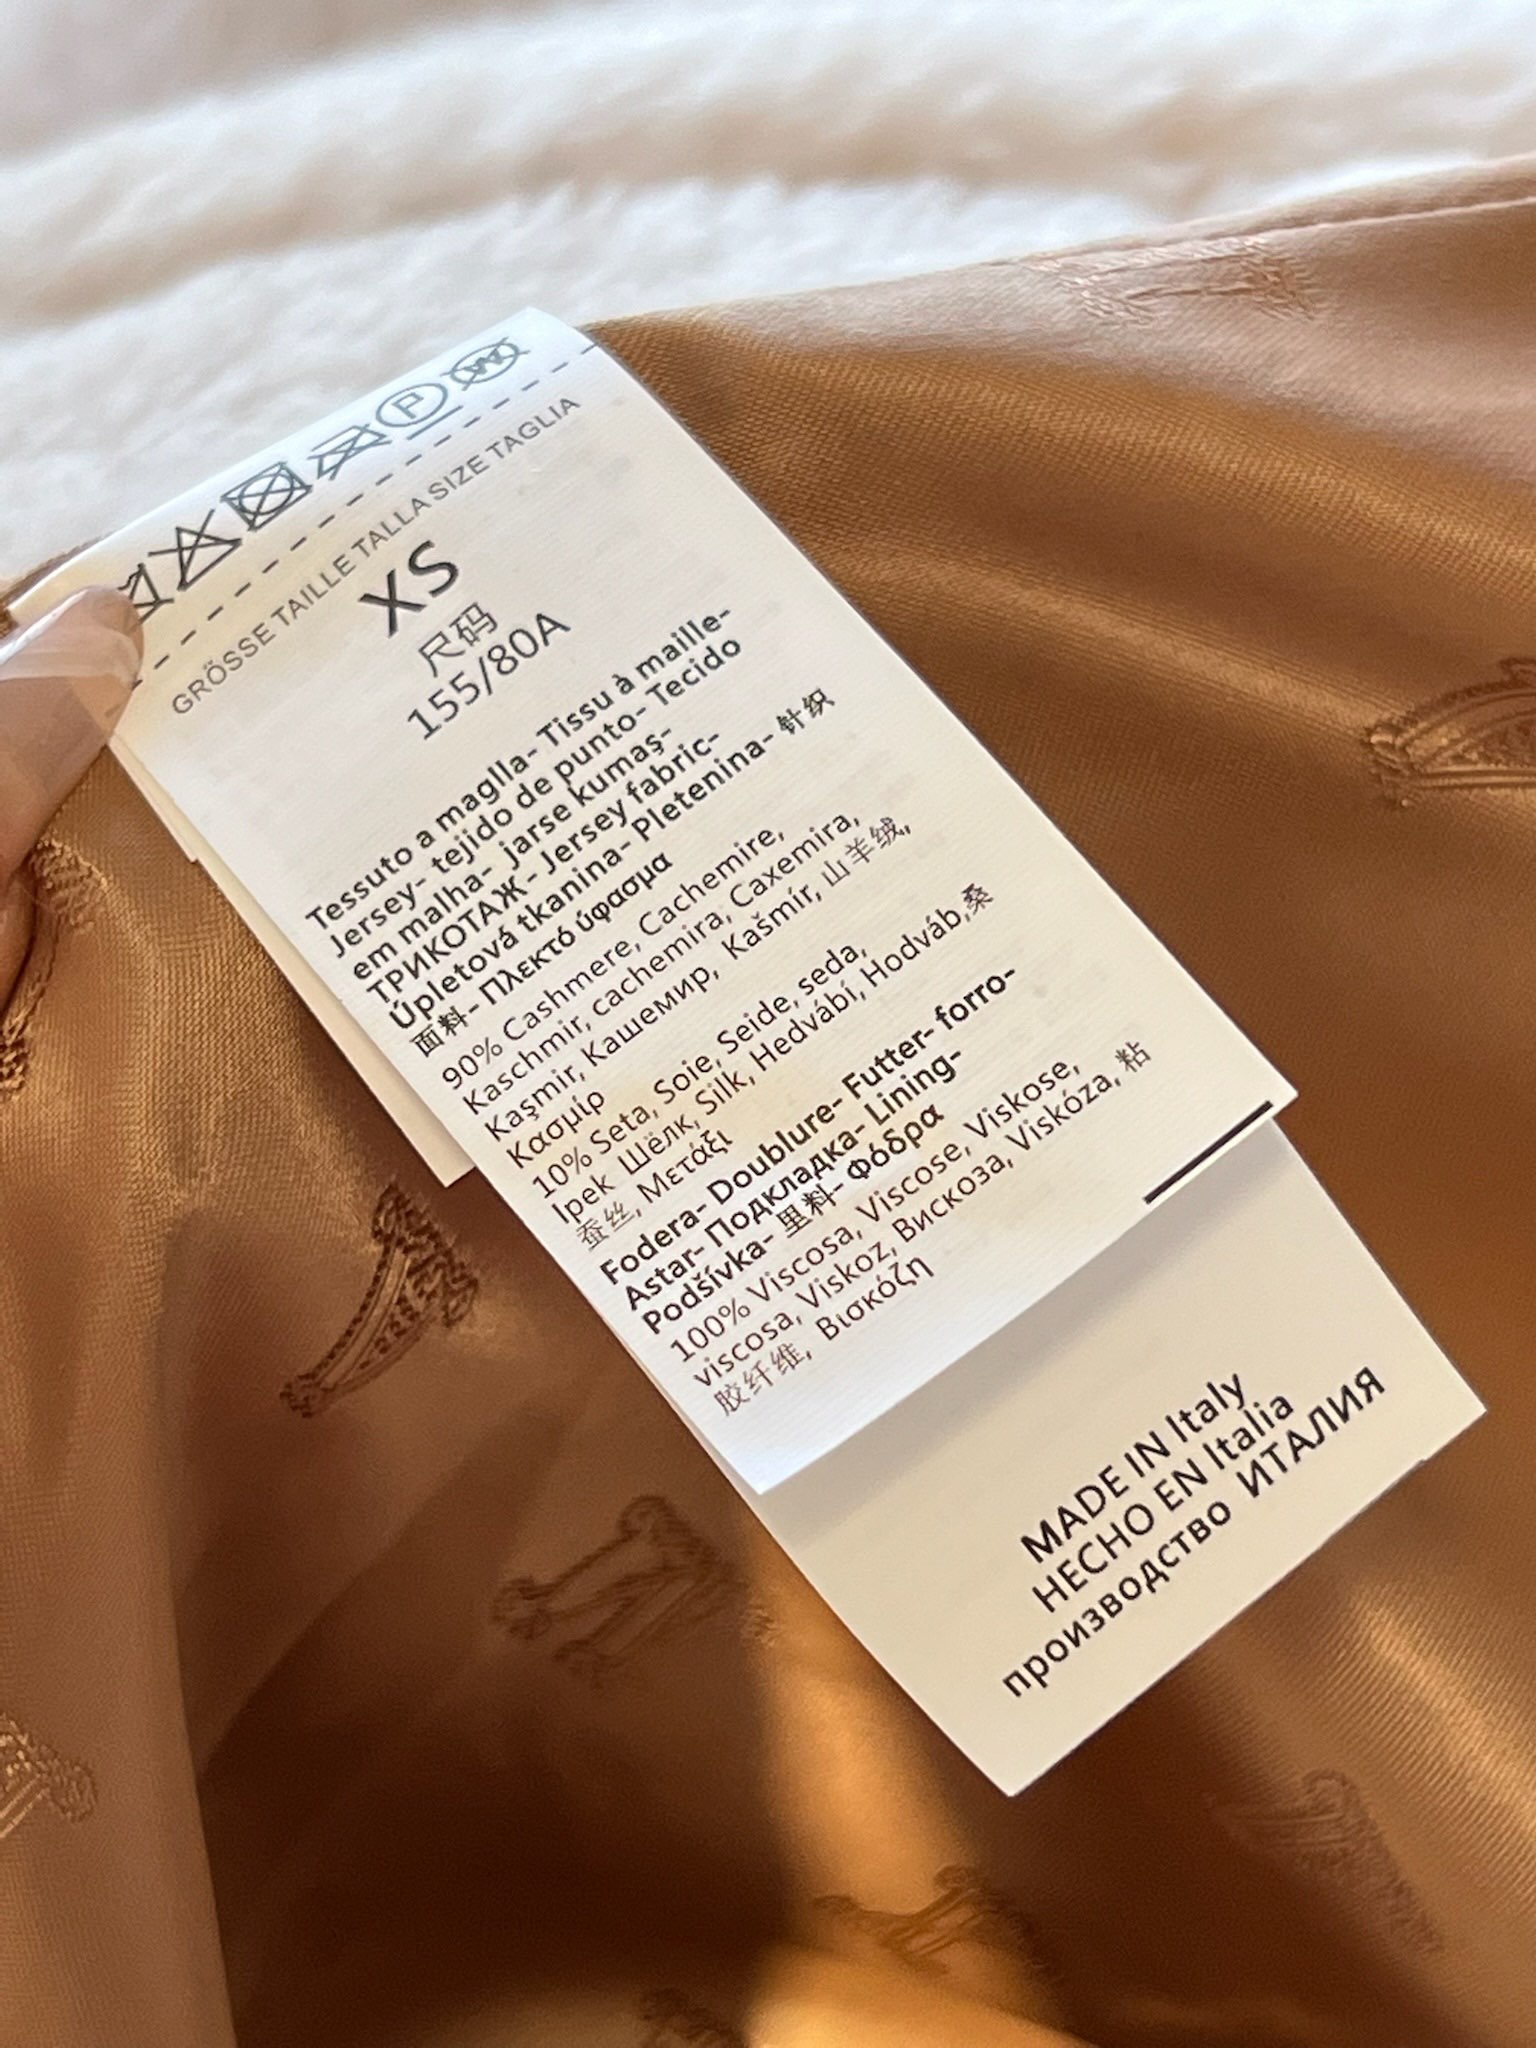 P
W
GRÖSSE TAILLE TALLA SIZE TAGLIA
XS
尺码
155/80A
Tessuto a maglla- Tissu à maille-
Jersey- tejido de punto- Tecido
em malha- jarse kumaş-
ТРИКОТАЖ- Jersey fabric-
Úpletová tkanina- Pletenina- 针织
面料- Πλεκτό ύφασμα
90% Cashmere, Cachemire,
Kaschmir, cachemira, Caxemira,
Kaşmir, Кашемир, Kašmír, 山羊绒,
Κασμίρ
10% Seta, Soie, Seide, seda,
Ipek Шёлк, Silk, Hedvábí, Hodváb,桑
蚕丝, Μετάξι
Fodera- Doublure- Futter- forro-
Astar- Подкладка- Lining-
Podšívka- 里料- Φόδρα
100% Viscosa, Viscose, Viskose,
viscosa, Viskoz, Вискоза, Viskóza, 粘
胶纤维, Βισκόζη
MADE IN Italy
HECHO EN Italia
производство ИТАЛИЯ